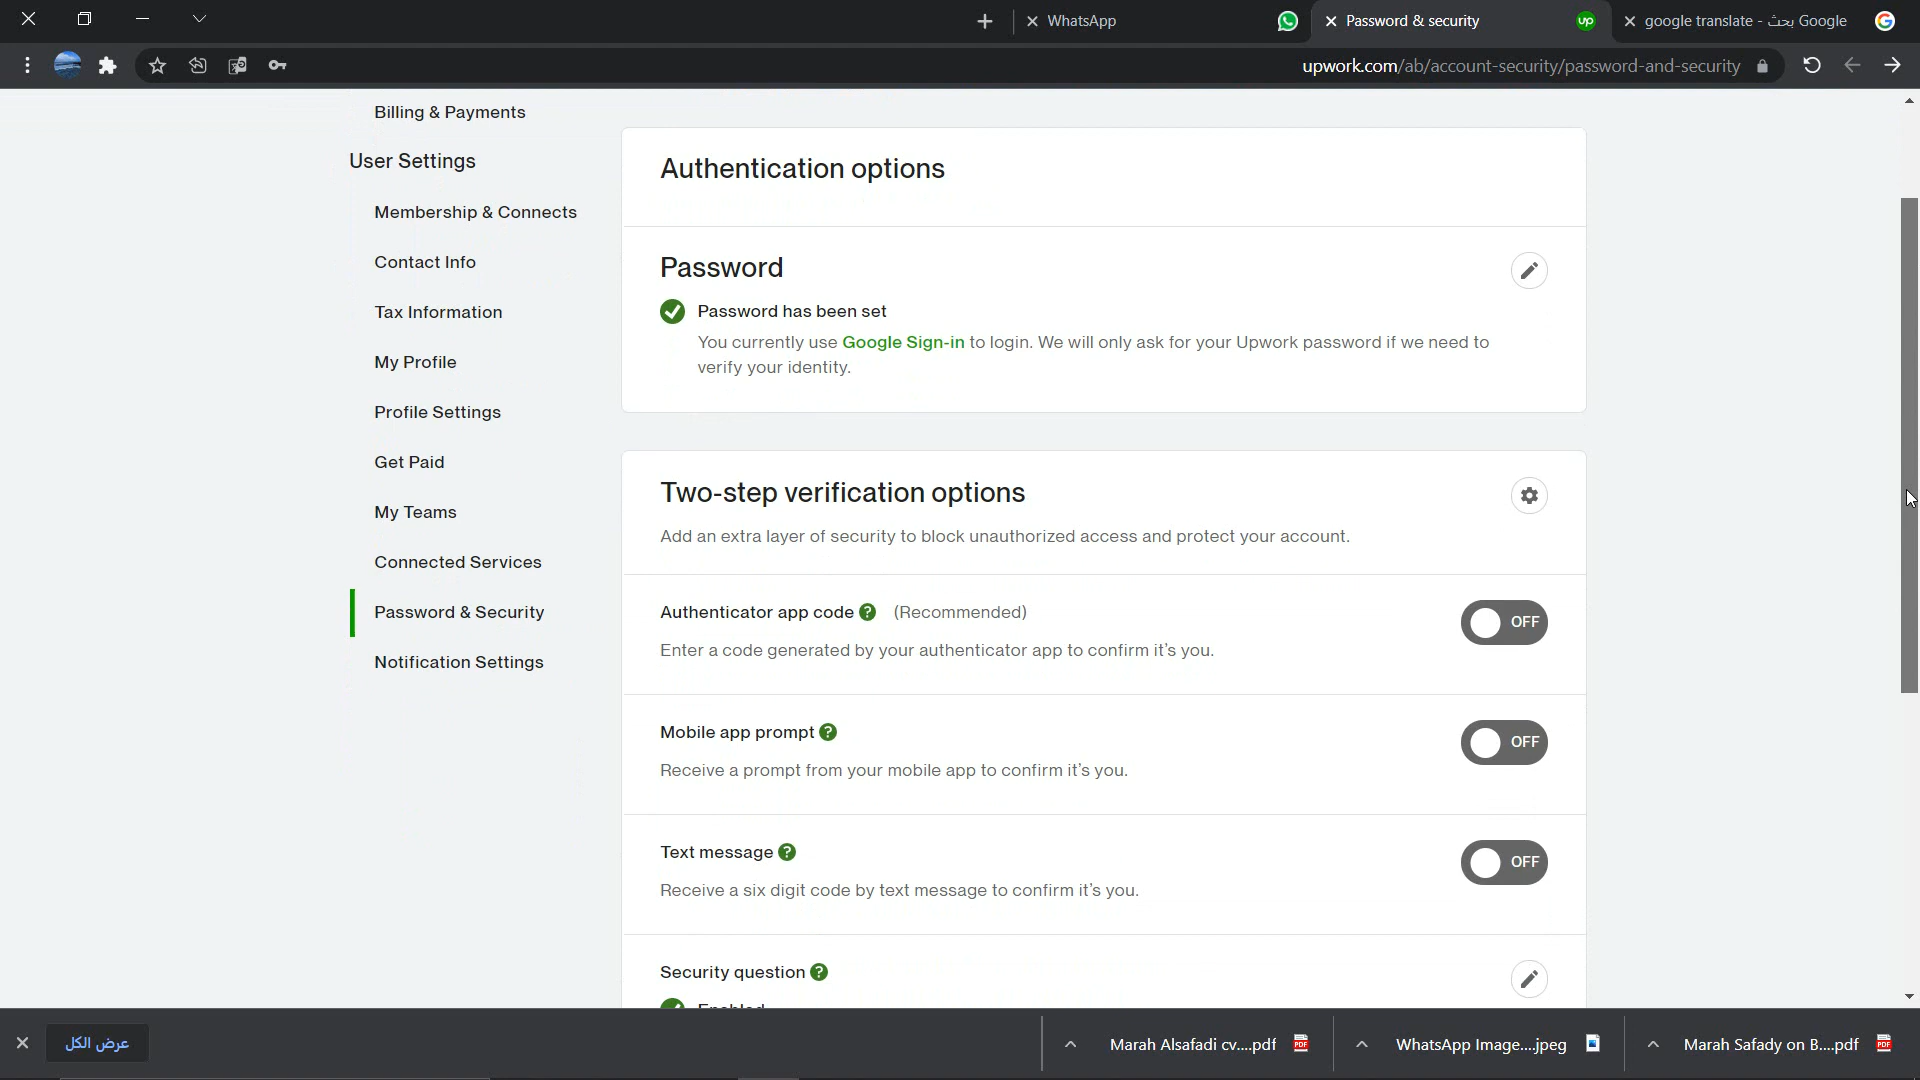 WhatsApp
Password & security
google translate - بحث Google
upwork.com/ab/account-security/password-and-security
Billing & Payments
User Settings
Membership & Connects
Contact Info
Tax Information
My Profile
Profile Settings
Get Paid
My Teams
Connected Services
Password & Security
Notification Settings
Authentication options
Password
Password has been set
You currently use Google Sign-in to login. We will only ask for your Upwork password if we need to
verify your identity.
Two-step verification options
Add an extra layer of security to block unauthorized access and protect your account.
Authenticator app code ? (Recommended)
OFF
Enter a code generated by your authenticator app to confirm it's you.
Mobile app prompt ?
OFF
Receive a prompt from your mobile app to confirm it's you.
Text message ?
OFF
Receive a six digit code by text message to confirm it's you.
Security question ?
Enabled
عرض الكل
Marah Alsafadi cv....pdf
WhatsApp Image....jpeg
Marah Safady on B....pdf